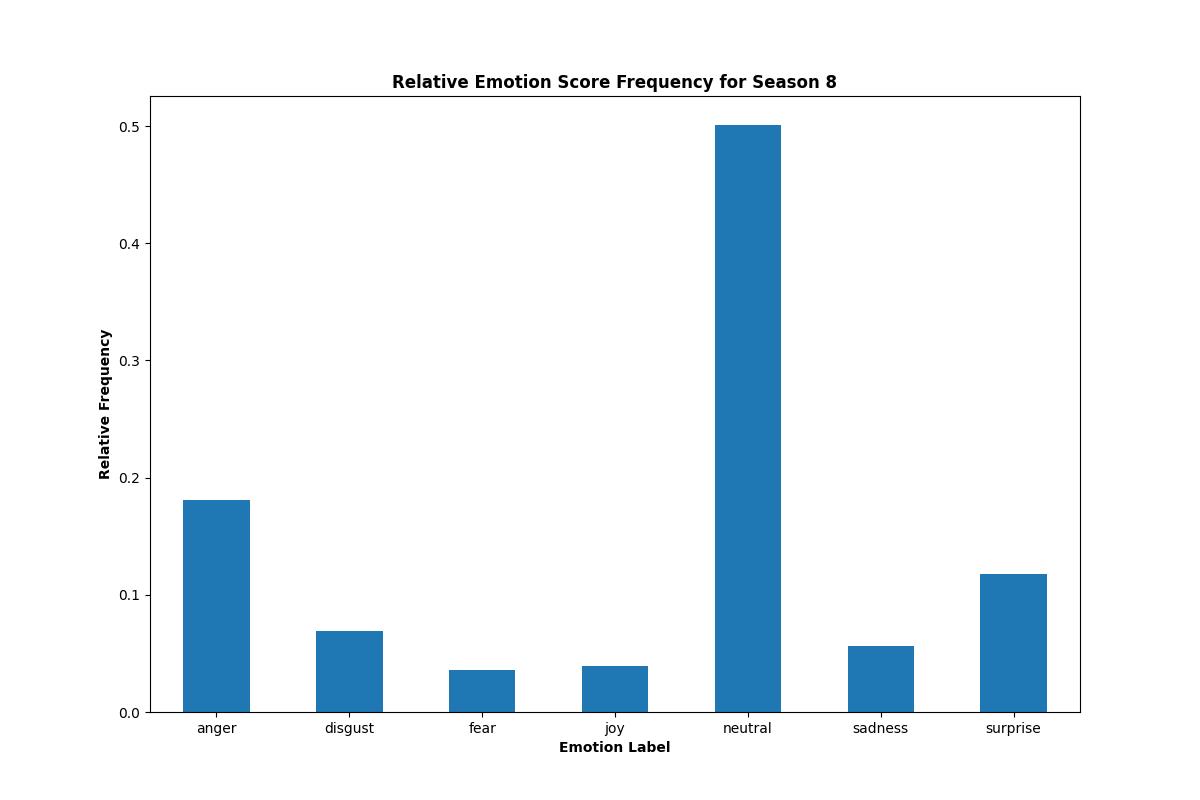 Relative Emotion Score Frequency for Season 8
0.5
0.4
0.3
0.2
0.1
0.0
Relative Frequency
anger disgust fear joy neutral sadness surprise
Emotion Label